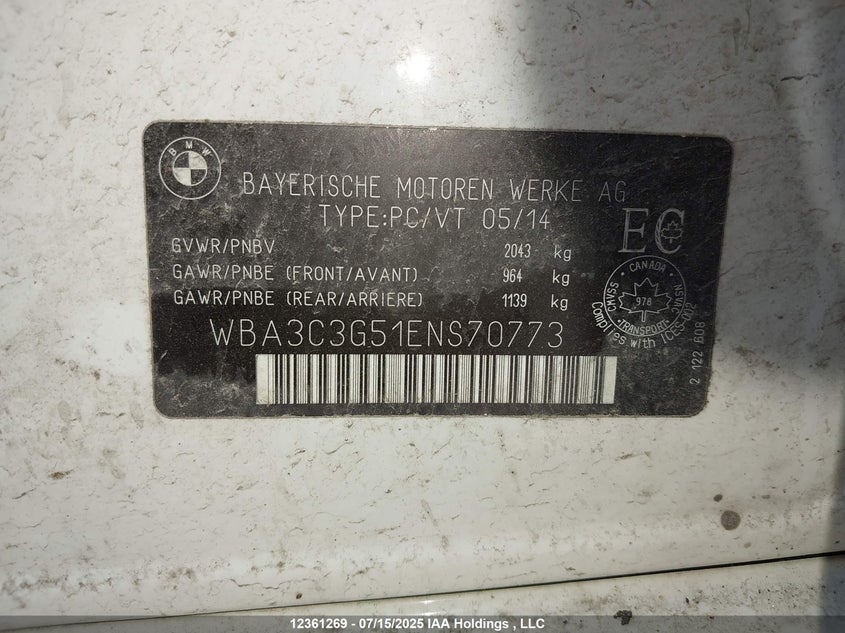 BMW
BAYERISCHE MOTOREN WERKE AG
TYPE:PC/VT 05/14
GVWR/PNBV 2043 kg
GAWR/PNBE (FRONT/AVANT) 964 kg
GAWR/PNBE (REAR/ARRIERE) 1139 kg
WBA3C3G51ENS70773
EC
CANADA
CMVSS
978
NSVAC
TRANSPORT
Complies with ICES-002
2 122 608
12361269 - 07/15/2025 IAA Holdings , LLC